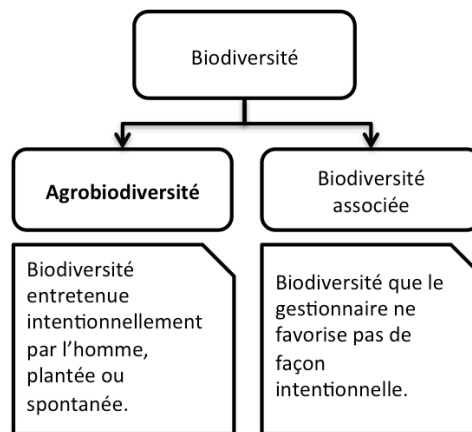 Biodiversité
Agrobiodiversité
Biodiversité
associée
Biodiversité
entretenue
intentionnellement
par l’homme,
plantée ou
spontanée.
Biodiversité que le
gestionnaire ne
favorise pas de
façon
intentionnelle.